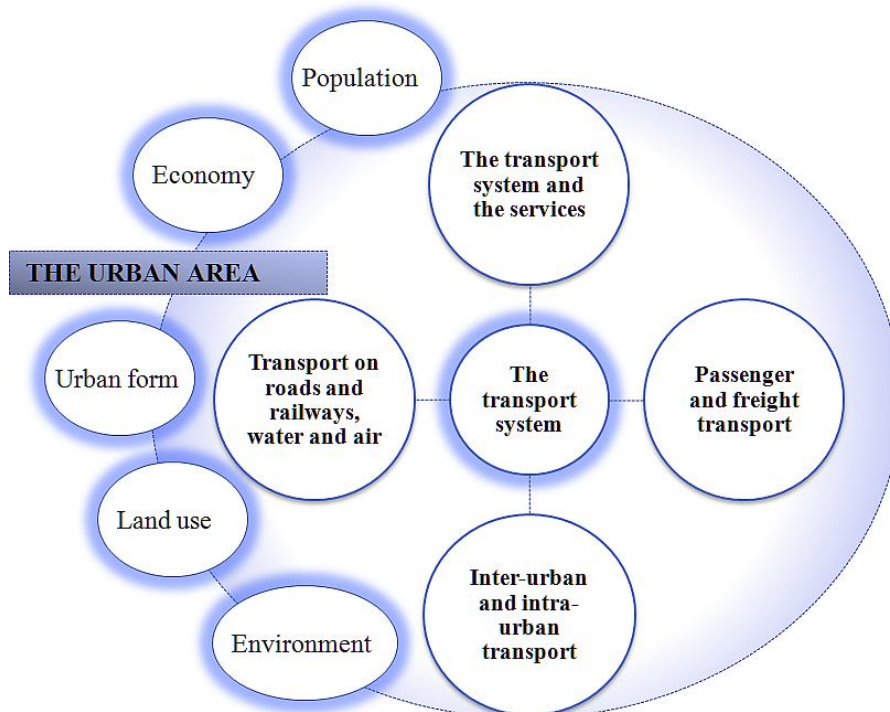 Population
Economy
THE URBAN AREA
Urban form
Land use
Environment
The transport
system and
the services
Transport on
roads and
railways,
water and air
The
transport
system
Passenger
and freight
transport
Inter-urban
and intra-
urban
transport